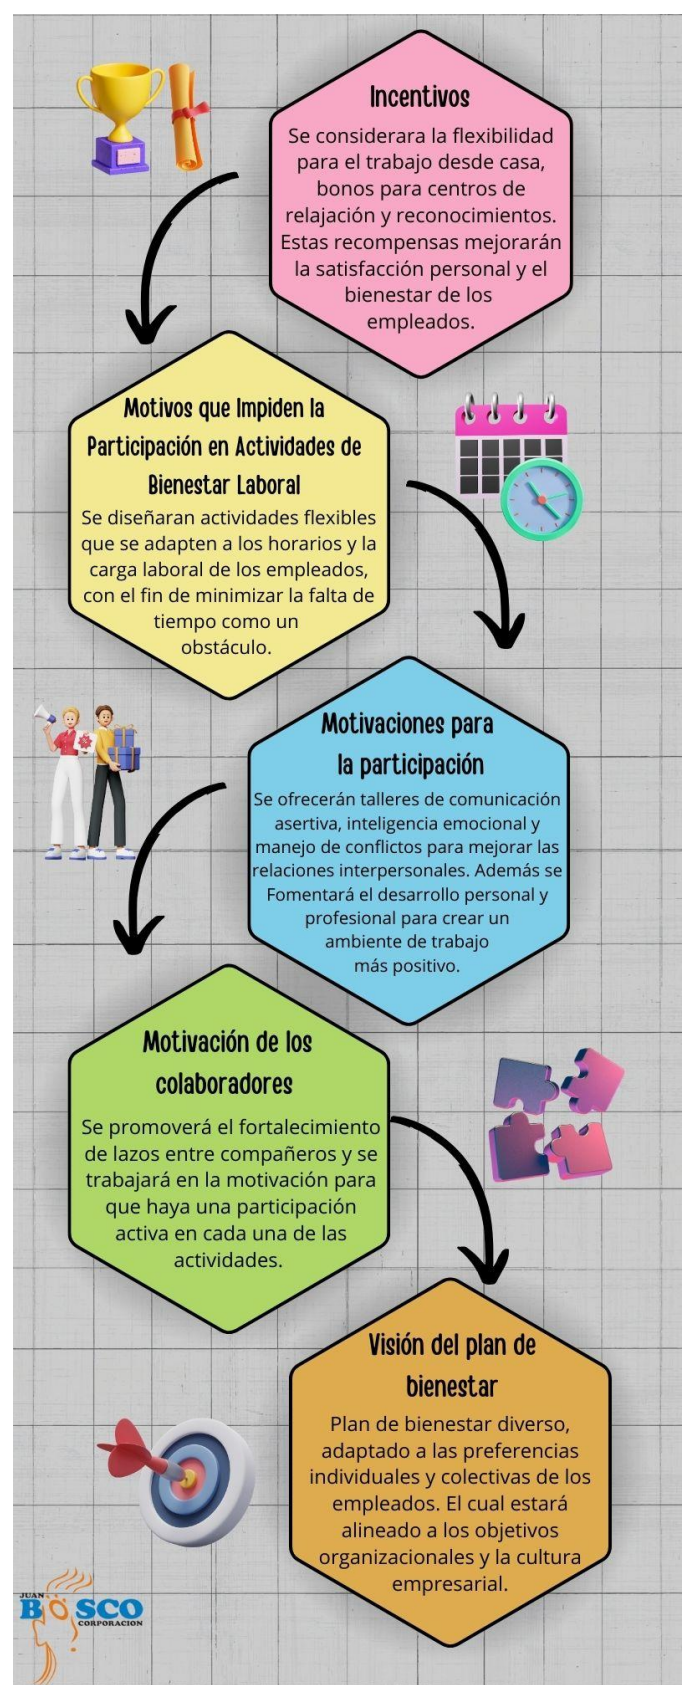 Incentivos
Se considerara la flexibilidad
para el trabajo desde casa,
bonos para centros de
relajación y reconocimientos.
Estas recompensas mejorarán
la satisfacción personal y el
bienestar de los
empleados.
Motivos que Impiden la
Participación en Actividades de
Bienestar Laboral
Se diseñaran actividades flexibles
que se adapten a los horarios y la
carga laboral de los empleados,
con el fin de minimizar la falta de
tiempo como un
obstáculo.
Motivaciones para
la participación
Se ofrecerán talleres de comunicación
asertiva, inteligencia emocional y
manejo de conflictos para mejorar las
relaciones interpersonales. Además se
Fomentará el desarrollo personal y
profesional para crear un
ambiente de trabajo
más positivo.
Motivación de los
colaboradores
Se promoverá el fortalecimiento
de lazos entre compañeros y se
trabajará en la motivación para
que haya una participación
activa en cada una de las
actividades.
Visión del plan de
bienestar
Plan de bienestar diverso,
adaptado a las preferencias
individuales y colectivas de los
empleados. El cual estará
alineado a los objetivos
organizacionales y la cultura
empresarial.
JUAN
BOSCO
CORPORACION